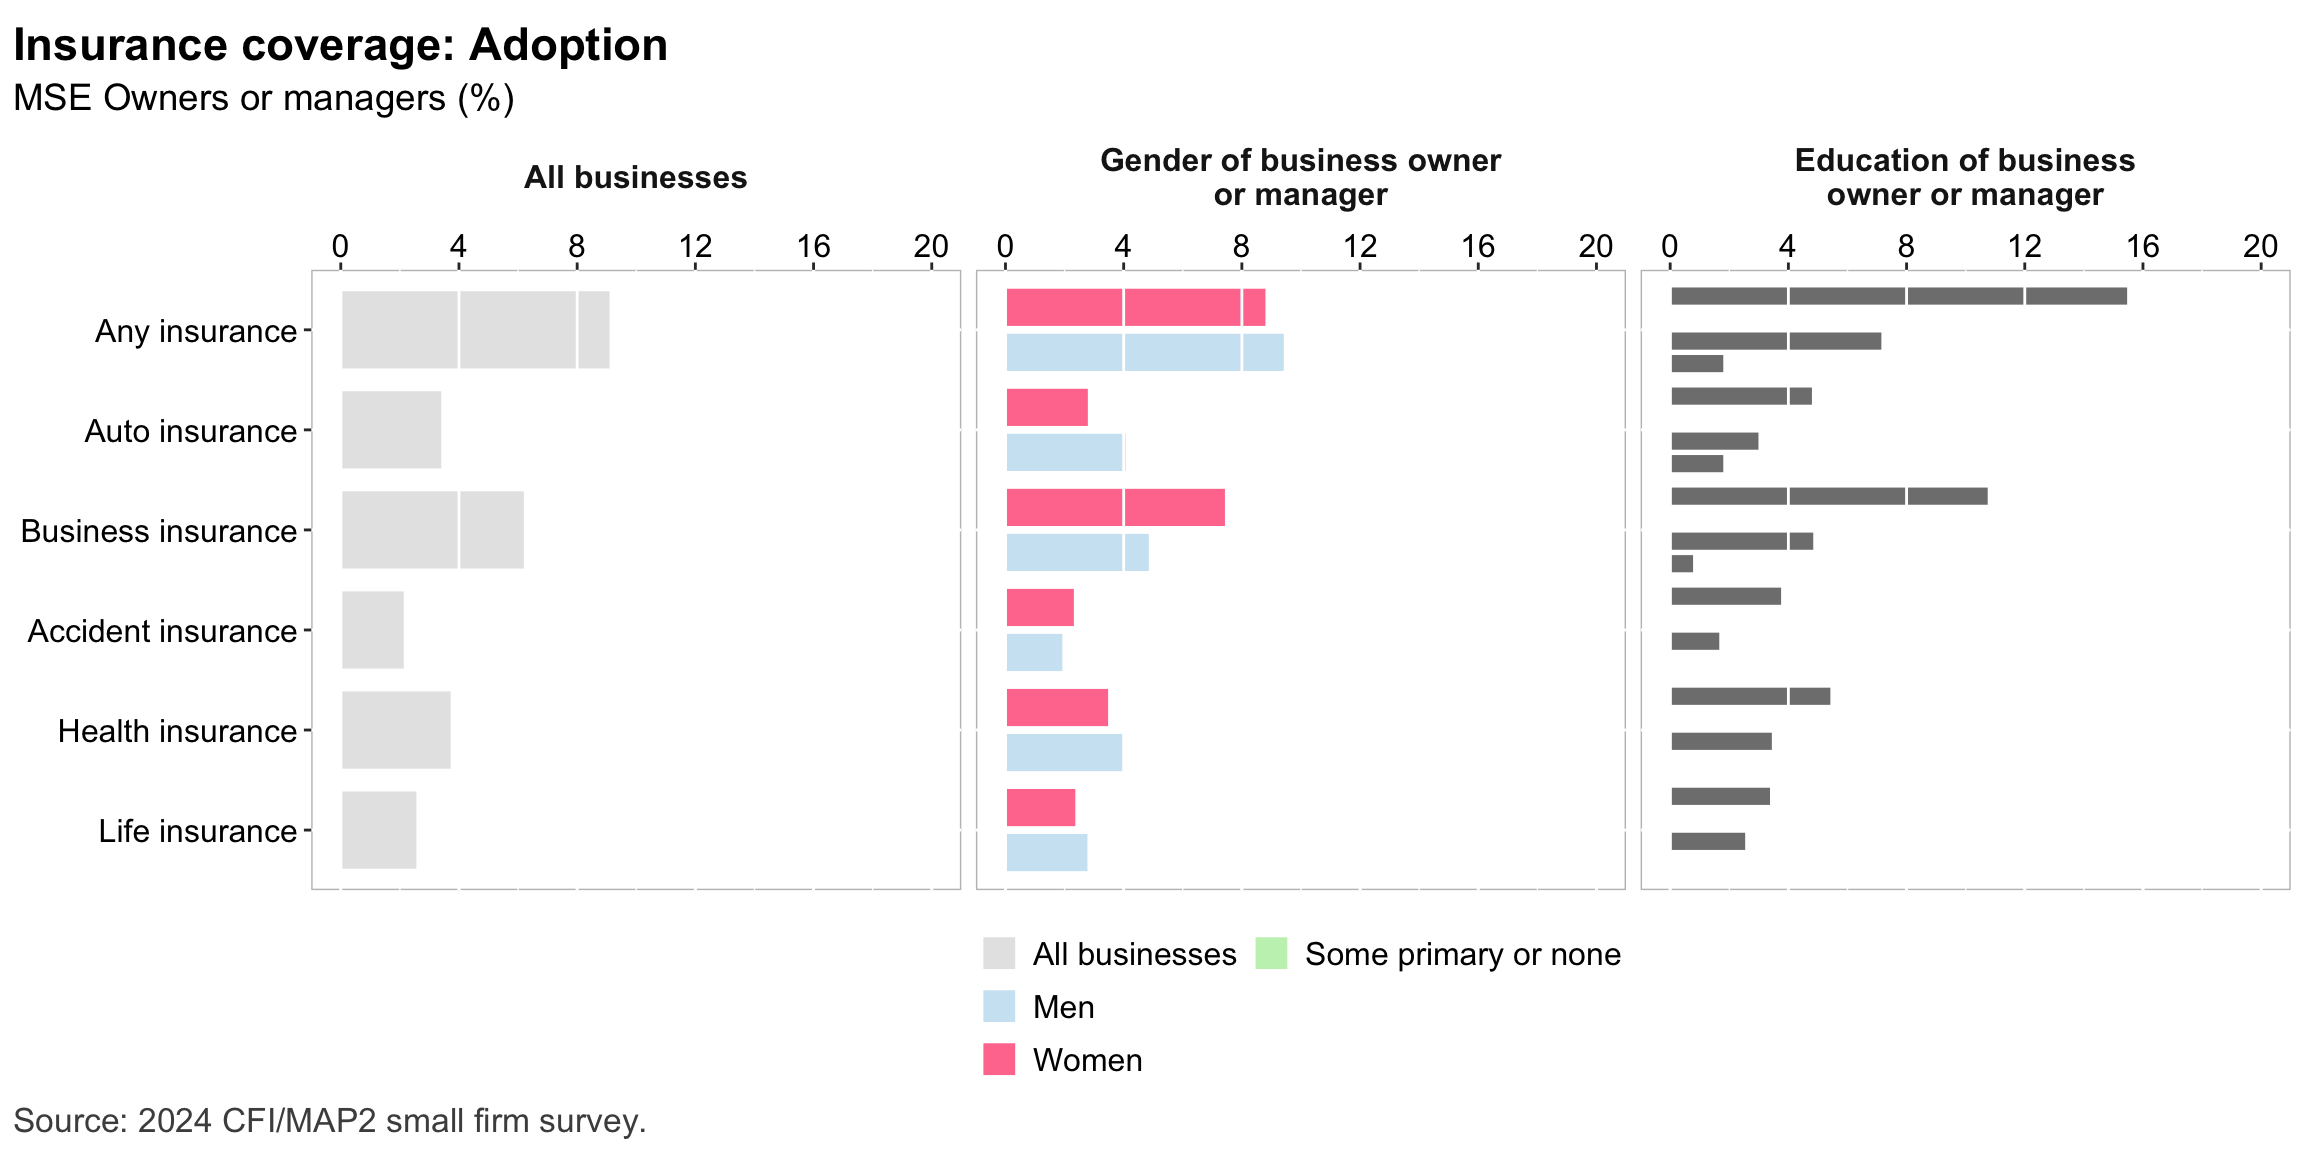 Insurance coverage: Adoption
MSE Owners or managers (%)
All businesses
Gender of business owner
or manager
Education of business
owner or manager
0 4 8 12 16 20
0 4 8 12 16 20
0 4 8 12 16 20
Any insurance
Auto insurance
Business insurance
Accident insurance
Health insurance
Life insurance
All businesses
Some primary or none
Men
Women
Source: 2024 CFI/MAP2 small firm survey.